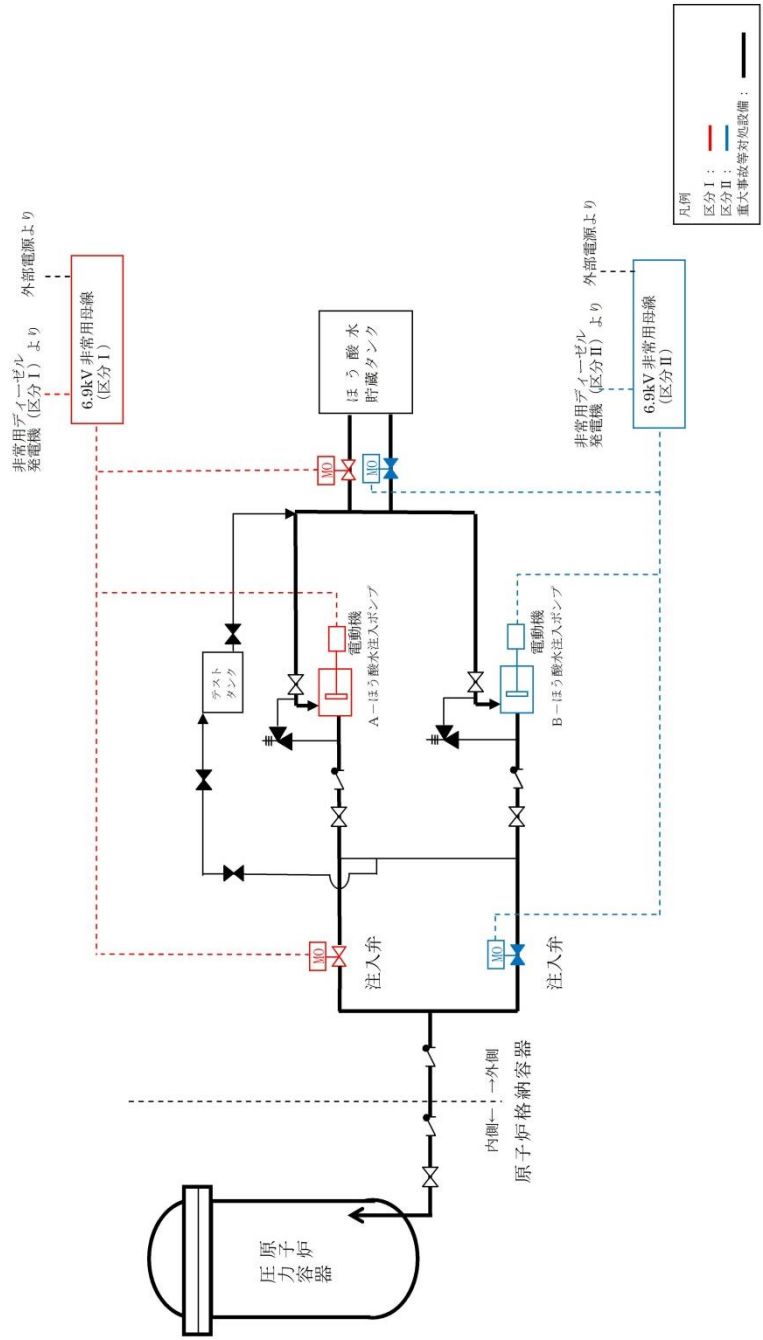 非常用ディーゼル
発電機(区分Ⅰ)より
外部電源より
6.9kV 非常用母線
(区分Ⅰ)
MO
MO
ほう酸水
貯蔵タンク
テスト
タンク
電動機
A-ほう酸水注入ポンプ
MO
注入弁
原子炉
圧力容器
内側← →外側
原子炉格納容器
MO
注入弁
電動機
B-ほう酸水注入ポンプ
非常用ディーゼル
発電機(区分Ⅱ)より
外部電源より
6.9kV 非常用母線
(区分Ⅱ)
凡例
区分Ⅰ:
区分Ⅱ:
重大事故等対処設備: